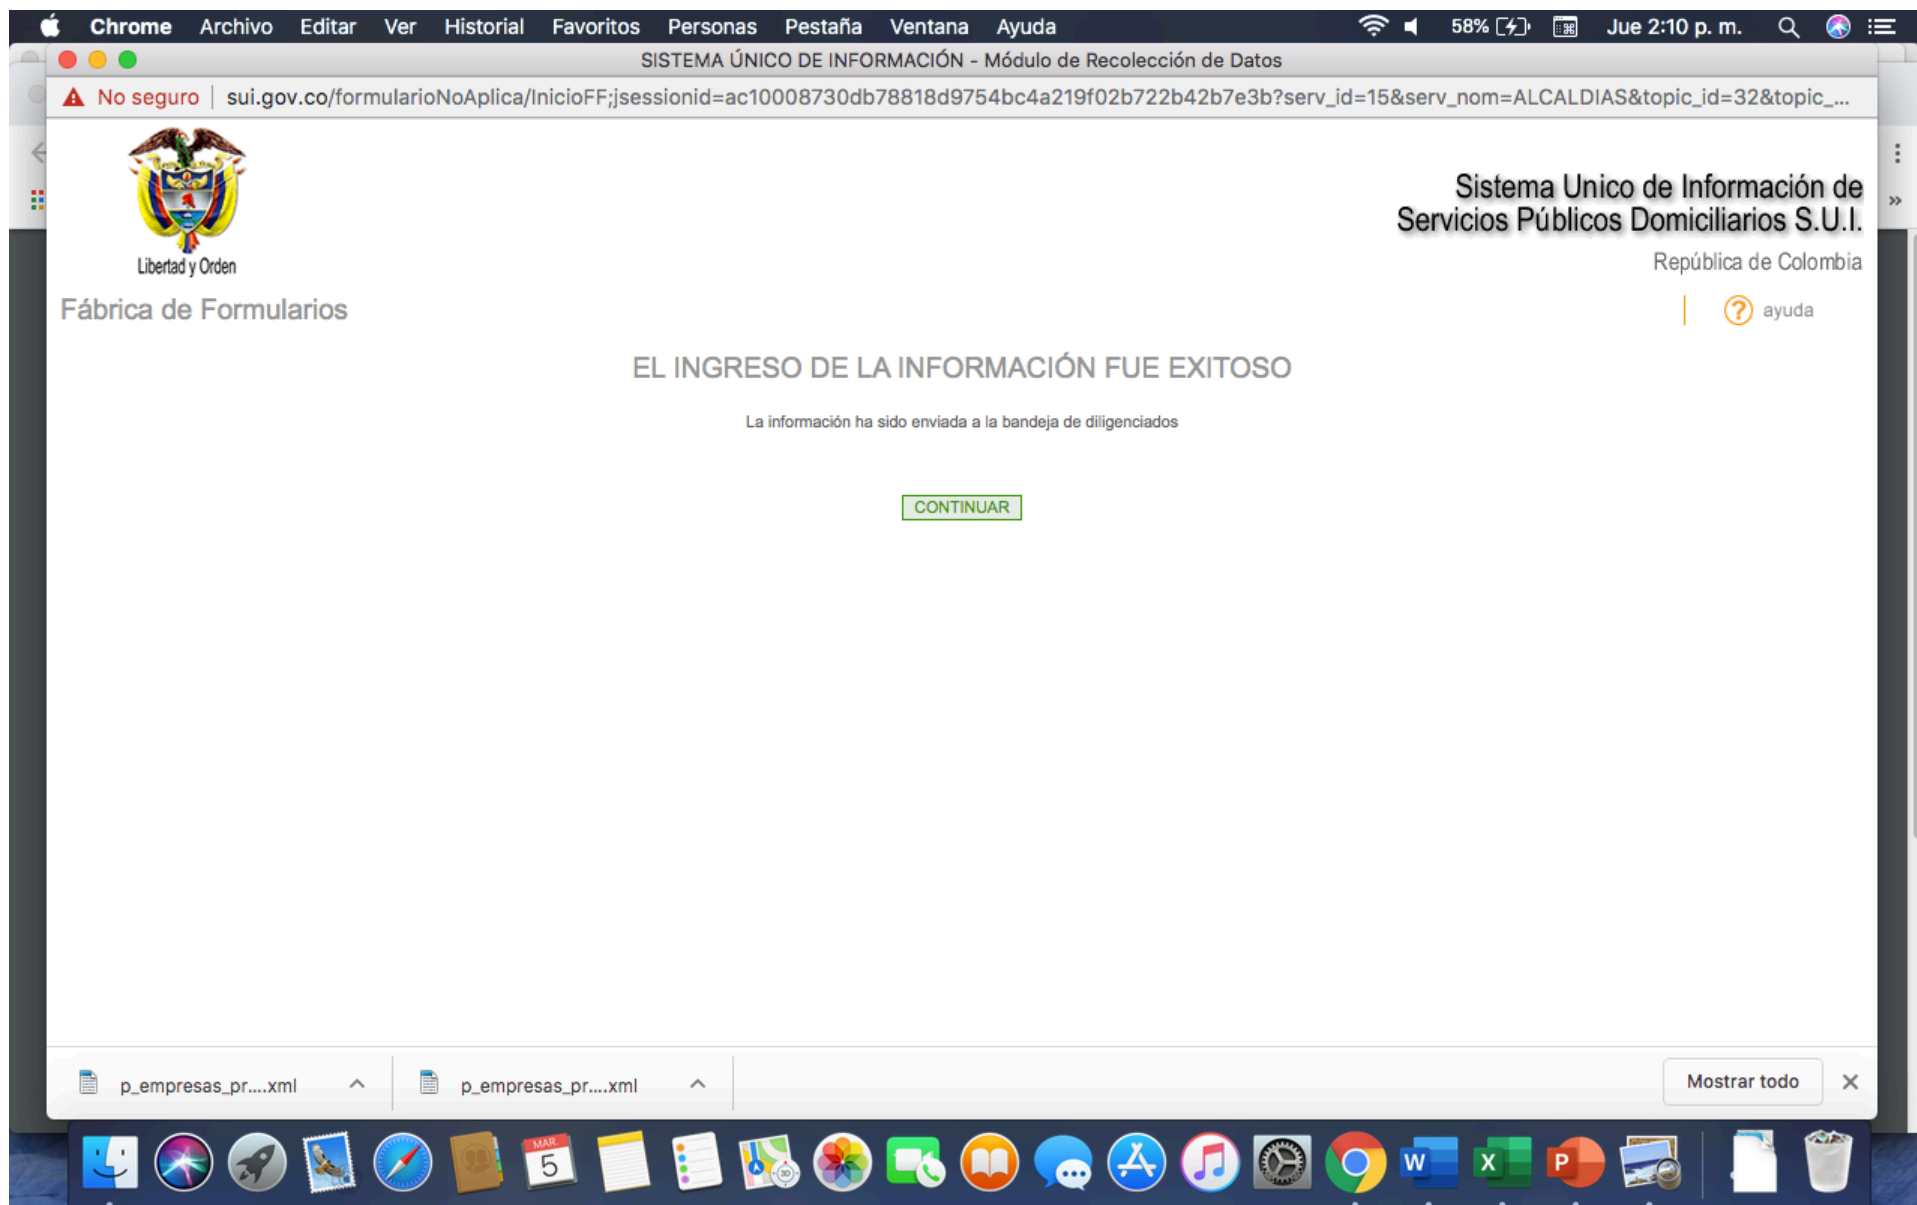 Chrome Archivo Editar Ver Historial Favoritos Personas Pestaña Ventana Ayuda 58% Jue 2:10 p. m.
SISTEMA ÚNICO DE INFORMACIÓN - Módulo de Recolección de Datos
No seguro | sui.gov.co/formularioNoAplica/InicioFF;jsessionid=ac10008730db78818d9754bc4a219f02b722b42b7e3b?serv_id=15&serv_nom=ALCALDIAS&topic_id=32&topic_...
Libertad y Orden
Sistema Unico de Información de
Servicios Públicos Domiciliarios S.U.I.
República de Colombia
Fábrica de Formularios
? ayuda
EL INGRESO DE LA INFORMACIÓN FUE EXITOSO
La información ha sido enviada a la bandeja de diligenciados
CONTINUAR
p_empresas_pr....xml
p_empresas_pr....xml
Mostrar todo
MAR.
5
3D
W
X
P